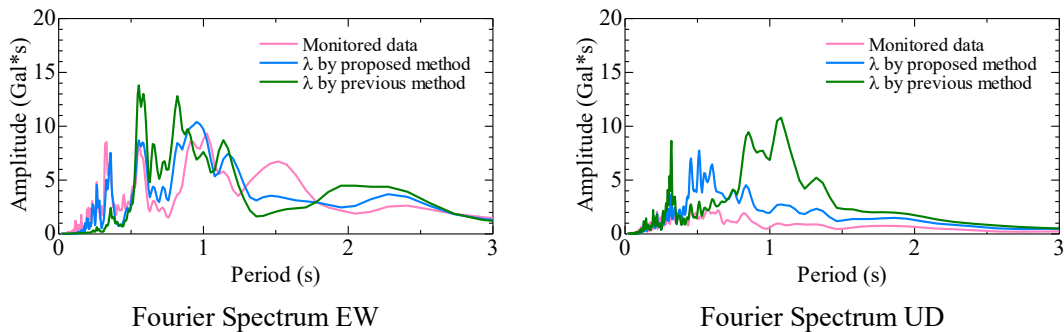 20
15
10
5
0
Amplitude (Gal*s)
Monitored data
λ by proposed method
λ by previous method
0 1 2 3
Period (s)
Fourier Spectrum EW
20
15
10
5
0
Amplitude (Gal*s)
Monitored data
λ by proposed method
λ by previous method
0 1 2 3
Period (s)
Fourier Spectrum UD